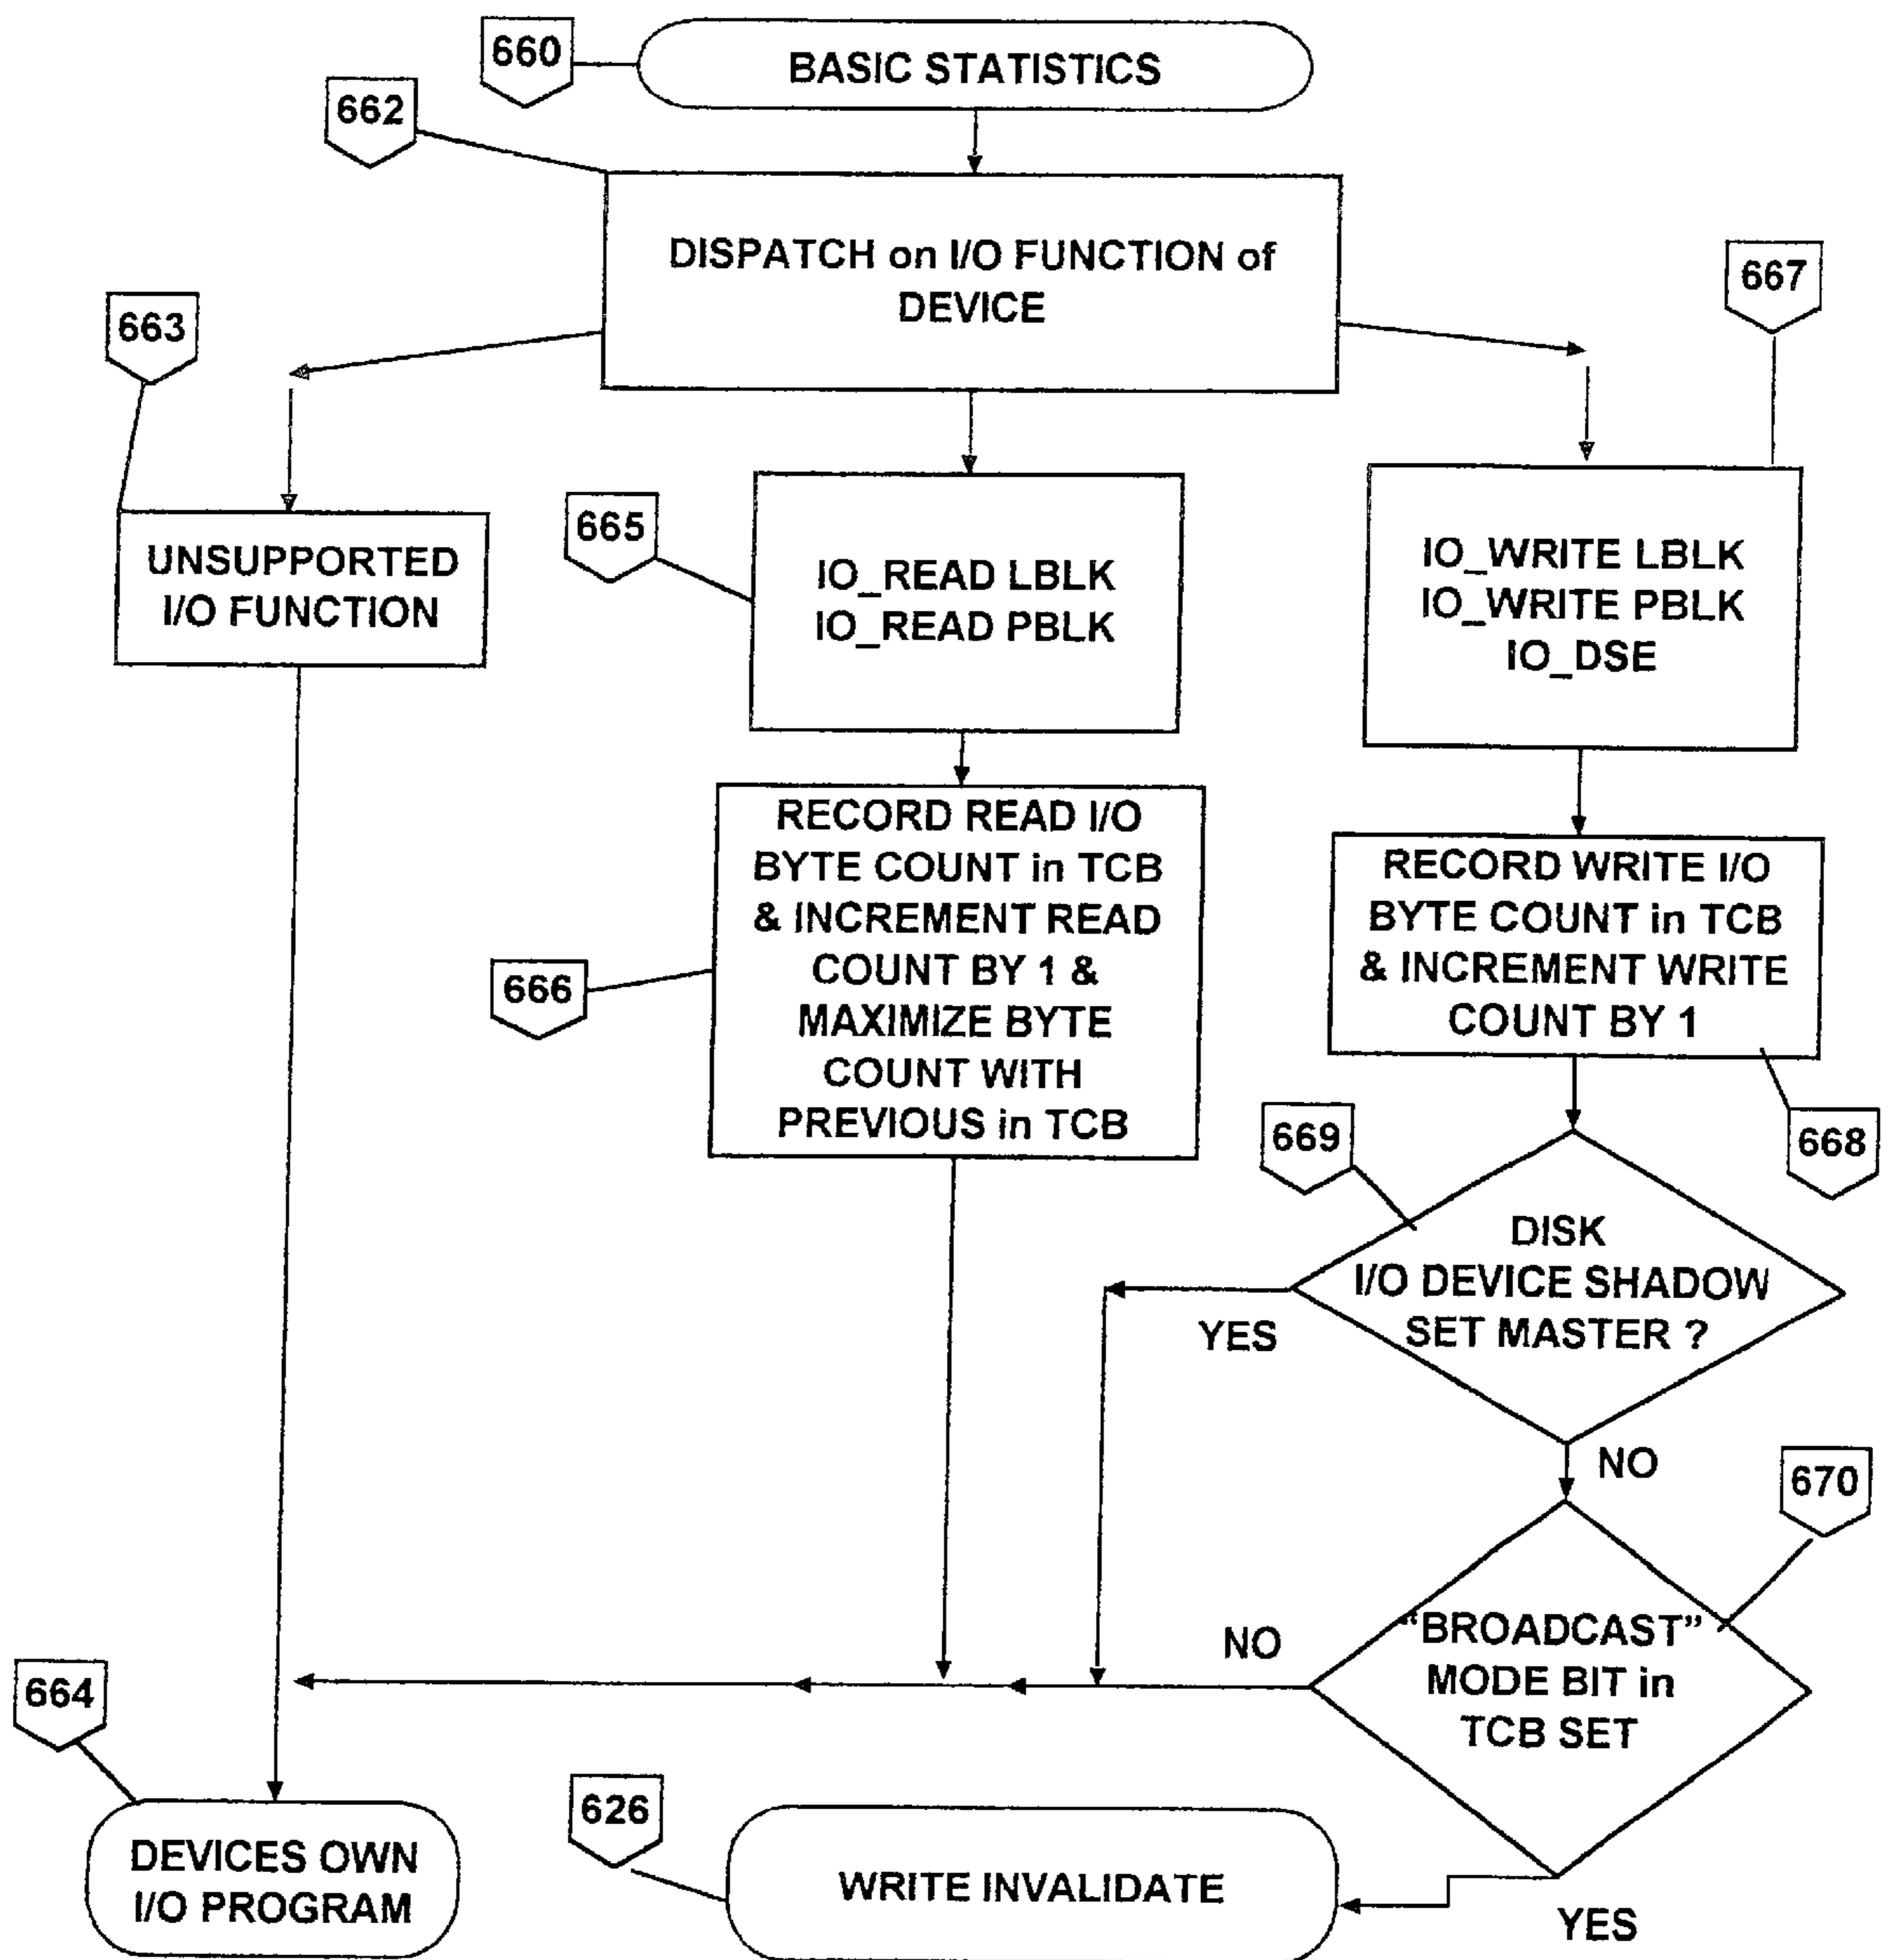 660
BASIC STATISTICS
662
DISPATCH on I/O FUNCTION of
DEVICE
667
663
UNSUPPORTED
I/O FUNCTION
665
IO_READ LBLK
IO_READ PBLK
IO_WRITE LBLK
IO_WRITE PBLK
IO_DSE
RECORD READ I/O
BYTE COUNT in TCB
& INCREMENT READ
COUNT BY 1 &
MAXIMIZE BYTE
COUNT WITH
PREVIOUS in TCB
666
RECORD WRITE I/O
BYTE COUNT in TCB
& INCREMENT WRITE
COUNT BY 1
668
669
DISK
I/O DEVICE SHADOW
SET MASTER ?
YES
NO
670
"BROADCAST"
MODE BIT in
TCB SET
NO
664
DEVICES OWN
I/O PROGRAM
626
WRITE INVALIDATE
YES